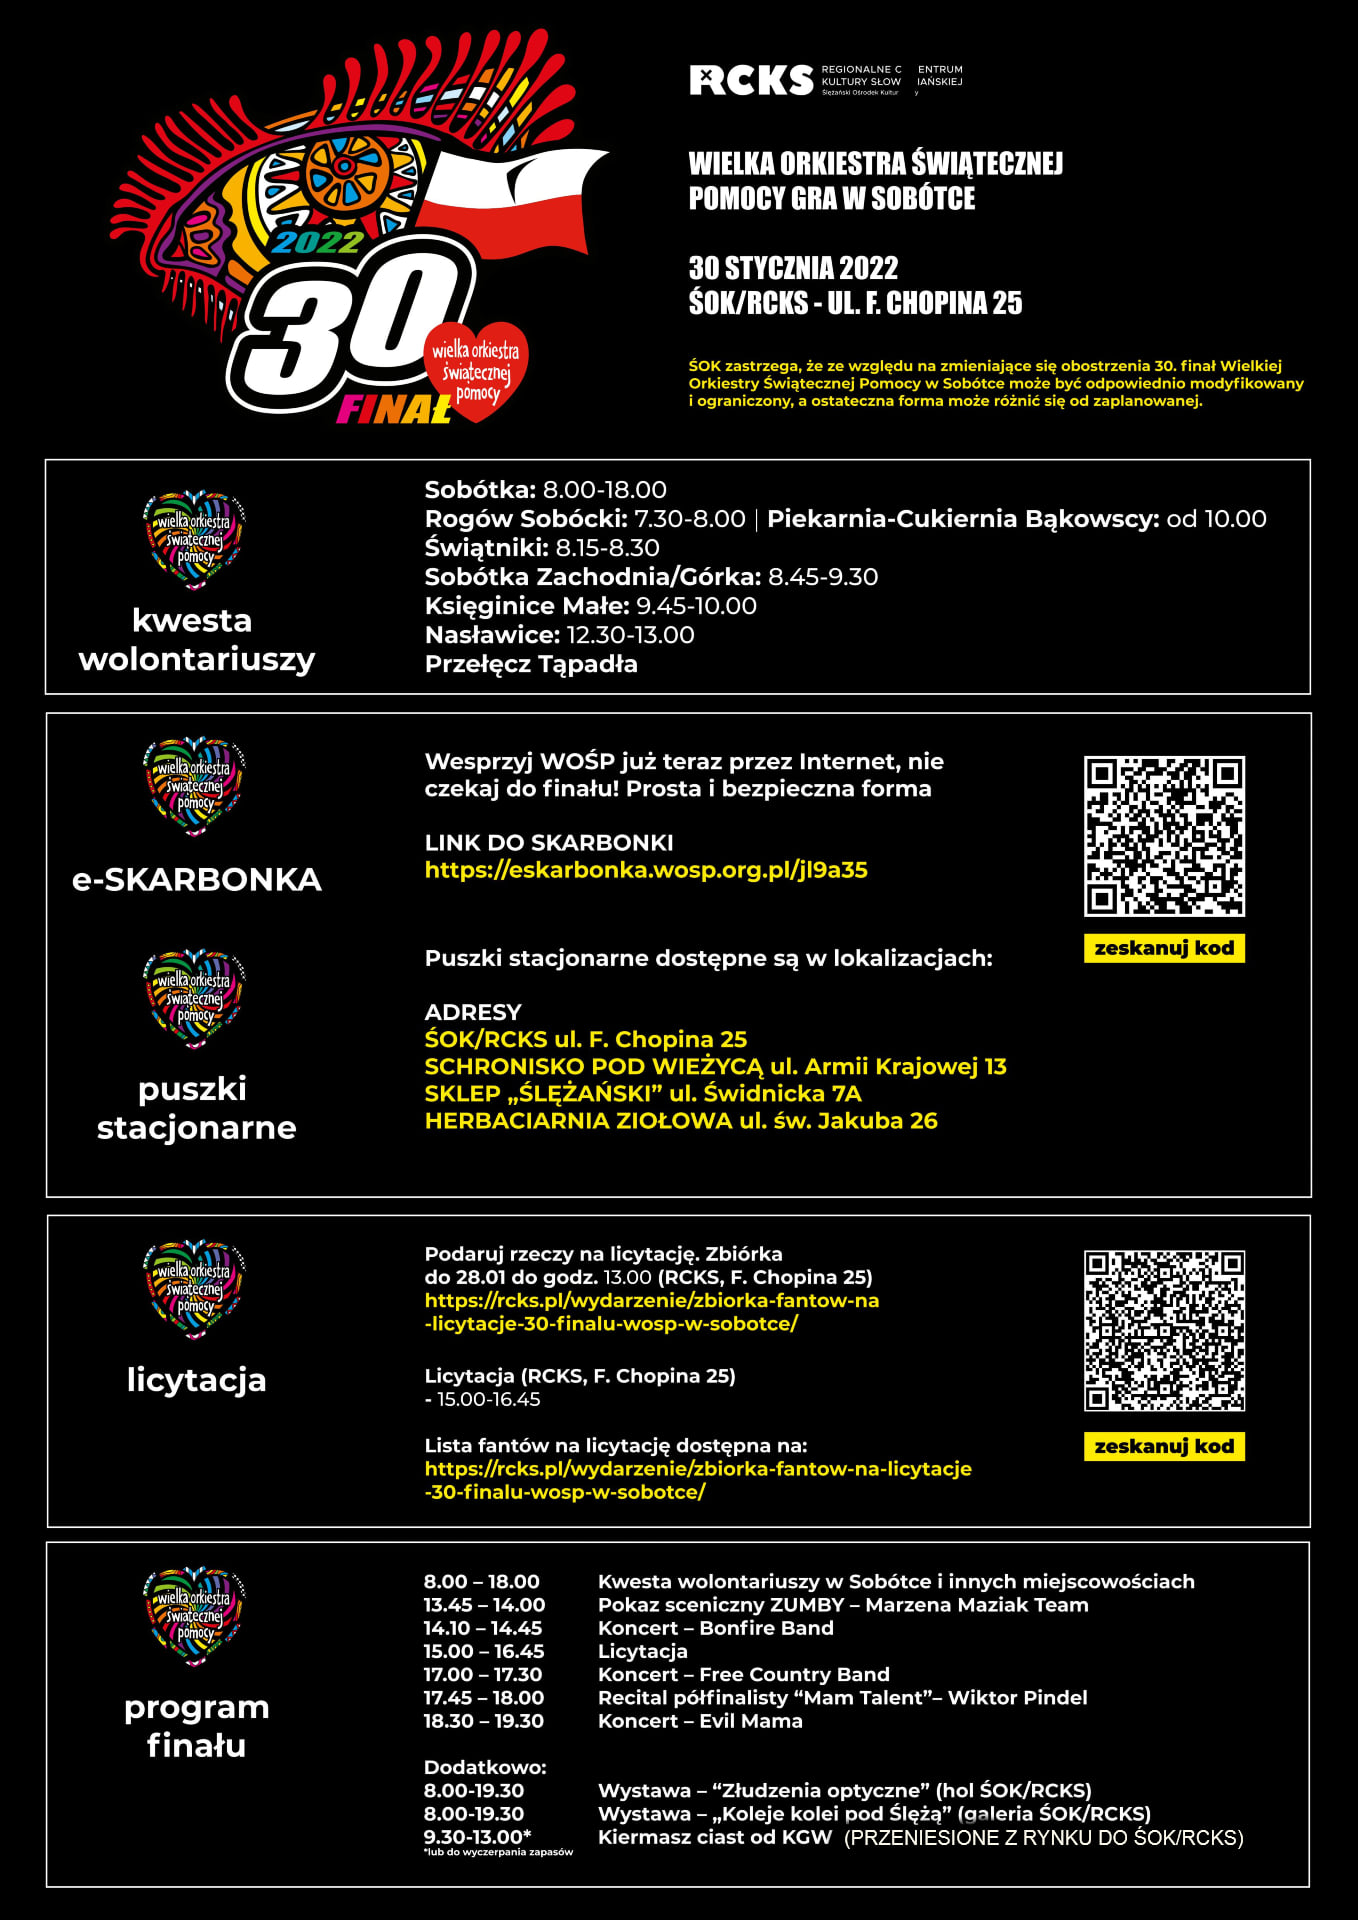 2022
30
FINAŁ
wielka orkiestra
świątecznej
pomocy
RCKS
REGIONALNE C ENTRUM
KULTURY SŁOW IAŃSKIEJ
Ślężański Ośrodek Kultur y
WIELKA ORKIESTRA ŚWIĄTECZNEJ
POMOCY GRA W SOBÓTCE
30 STYCZNIA 2022
ŚOK/RCKS - UL. F. CHOPINA 25
ŚOK zastrzega, że ze względu na zmieniające się obostrzenia 30. finał Wielkiej
Orkiestry Świątecznej Pomocy w Sobótce może być odpowiednio modyfikowany
i ograniczony, a ostateczna forma może różnić się od zaplanowanej.
wielka orkiestra
świątecznej
pomocy
kwesta
wolontariuszy
Sobótka: 8.00-18.00
Rogów Sobócki: 7.30-8.00 | Piekarnia-Cukiernia Bąkowscy: od 10.00
Świątniki: 8.15-8.30
Sobótka Zachodnia/Górka: 8.45-9.30
Księginice Małe: 9.45-10.00
Nasławice: 12.30-13.00
Przełęcz Tąpadła
wielka orkiestra
świątecznej
pomocy
e-SKARBONKA
Wesprzyj WOŚP już teraz przez Internet, nie
czekaj do finału! Prosta i bezpieczna forma
LINK DO SKARBONKI
https://eskarbonka.wosp.org.pl/jl9a35
zeskanuj kod
wielka orkiestra
świątecznej
pomocy
puszki
stacjonarne
Puszki stacjonarne dostępne są w lokalizacjach:
ADRESY
ŚOK/RCKS ul. F. Chopina 25
SCHRONISKO POD WIEŻYCĄ ul. Armii Krajowej 13
SKLEP „ŚLĘŻAŃSKI” ul. Świdnicka 7A
HERBACIARNIA ZIOŁOWA ul. św. Jakuba 26
wielka orkiestra
świątecznej
pomocy
licytacja
Podaruj rzeczy na licytację. Zbiórka
do 28.01 do godz. 13.00 (RCKS, F. Chopina 25)
https://rcks.pl/wydarzenie/zbiorka-fantow-na
-licytacje-30-finalu-wosp-w-sobotce/
Licytacja (RCKS, F. Chopina 25)
- 15.00-16.45
Lista fantów na licytację dostępna na:
https://rcks.pl/wydarzenie/zbiorka-fantow-na-licytacje
-30-finalu-wosp-w-sobotce/
zeskanuj kod
wielka orkiestra
świątecznej
pomocy
program
finału
8.00 – 18.00 Kwesta wolontariuszy w Sobótce i innych miejscowościach
13.45 – 14.00 Pokaz sceniczny ZUMBY – Marzena Maziak Team
14.10 – 14.45 Koncert – Bonfire Band
15.00 – 16.45 Licytacja
17.00 – 17.30 Koncert – Free Country Band
17.45 – 18.00 Recital półfinalisty “Mam Talent”– Wiktor Pindel
18.30 – 19.30 Koncert – Evil Mama
Dodatkowo:
8.00-19.30 Wystawa – “Złudzenia optyczne” (hol ŚOK/RCKS)
8.00-19.30 Wystawa – „Koleje kolei pod Ślężą” (galeria ŚOK/RCKS)
9.30-13.00* Kiermasz ciast od KGW (PRZENIESIONE Z RYNKU DO ŚOK/RCKS)
*lub do wyczerpania zapasów